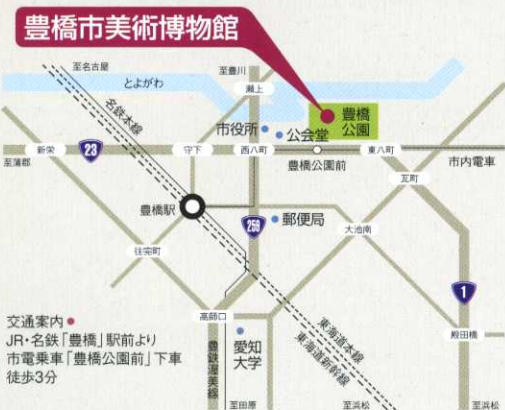 豊橋市美術博物館
至名古屋
至豊川
とよがわ
瀬上
名鉄本線
豊橋
公園
市役所
公会堂
新栄
23
守下
西八町
豊橋公園前
東八町
市内電車
至蒲郡
瓦町
豊橋駅
259
郵便局
大池南
往完町
1
高師口
東海道本線
東海道新幹線
殿田橋
交通案内
JR・名鉄「豊橋」駅前より
市電乗車「豊橋公園前」下車
徒歩3分
豊鉄渥美線
愛知
大学
至田原
至浜松
至浜松